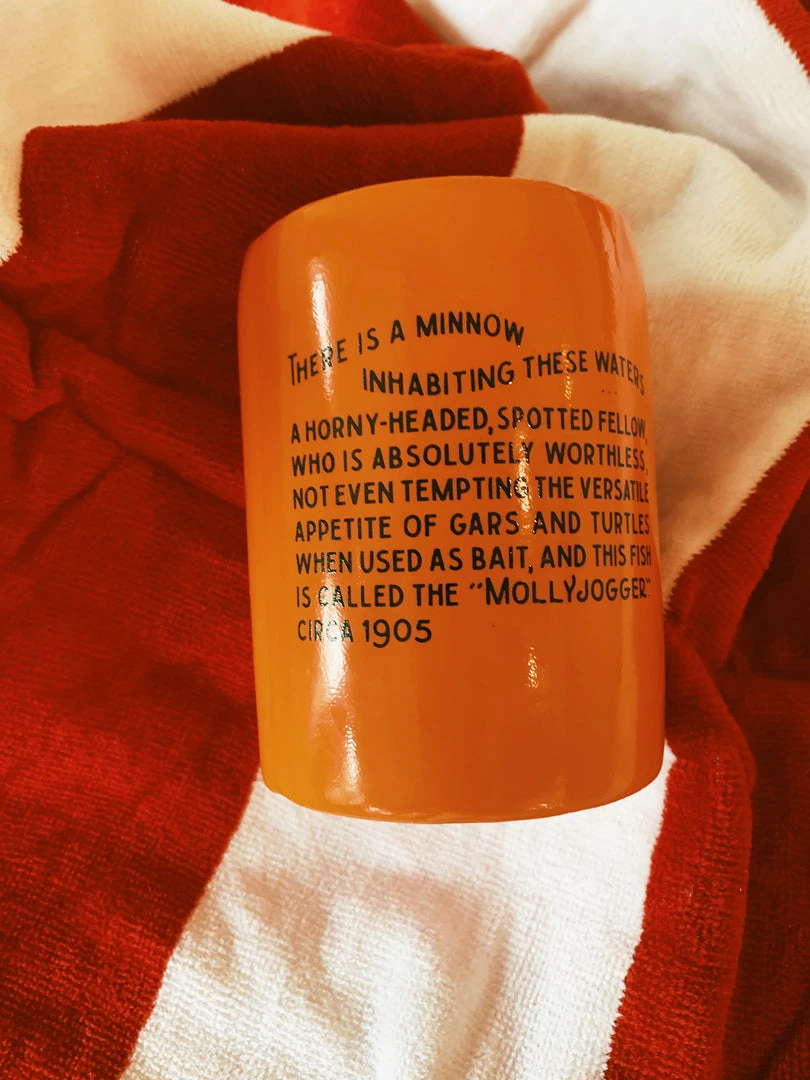 THERE IS A MINNOW
INHABITING THESE WATERS
A HORNY-HEADED, SPOTTED FELLOW,
WHO IS ABSOLUTELY WORTHLESS,
NOT EVEN TEMPTING THE VERSATILE
APPETITE OF GARS AND TURTLES
WHEN USED AS BAIT, AND THIS FISH
IS CALLED THE "MOLLYJOGGER"
CIRCA 1905